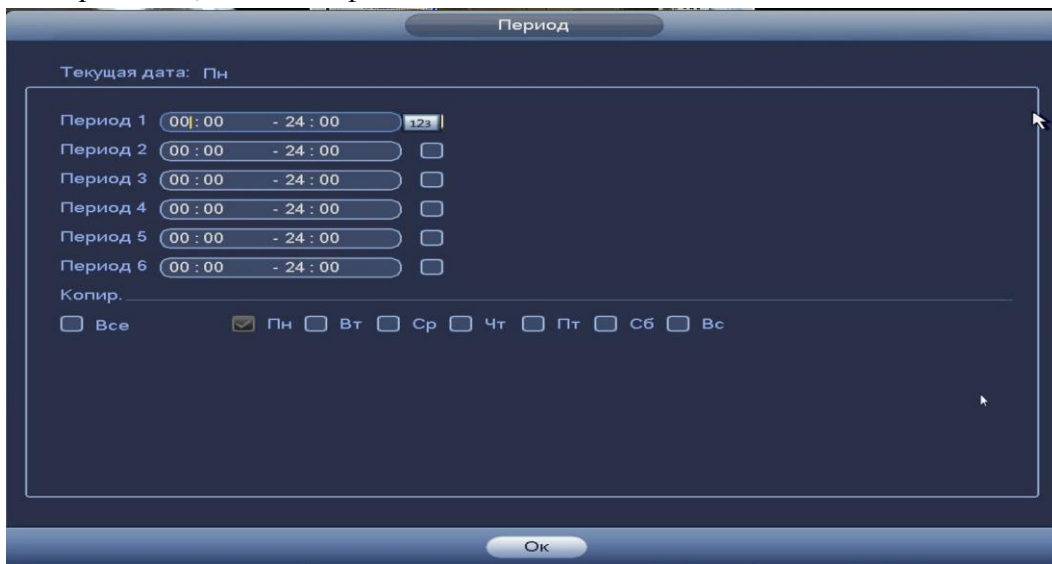 Период
Текущая дата: Пн
Период 1 00 : 00 - 24 : 00 123
Период 2 00 : 00 - 24 : 00
Период 3 00 : 00 - 24 : 00
Период 4 00 : 00 - 24 : 00
Период 5 00 : 00 - 24 : 00
Период 6 00 : 00 - 24 : 00
Копир.
Все Пн Вт Ср Чт Пт Сб Вс
Ок